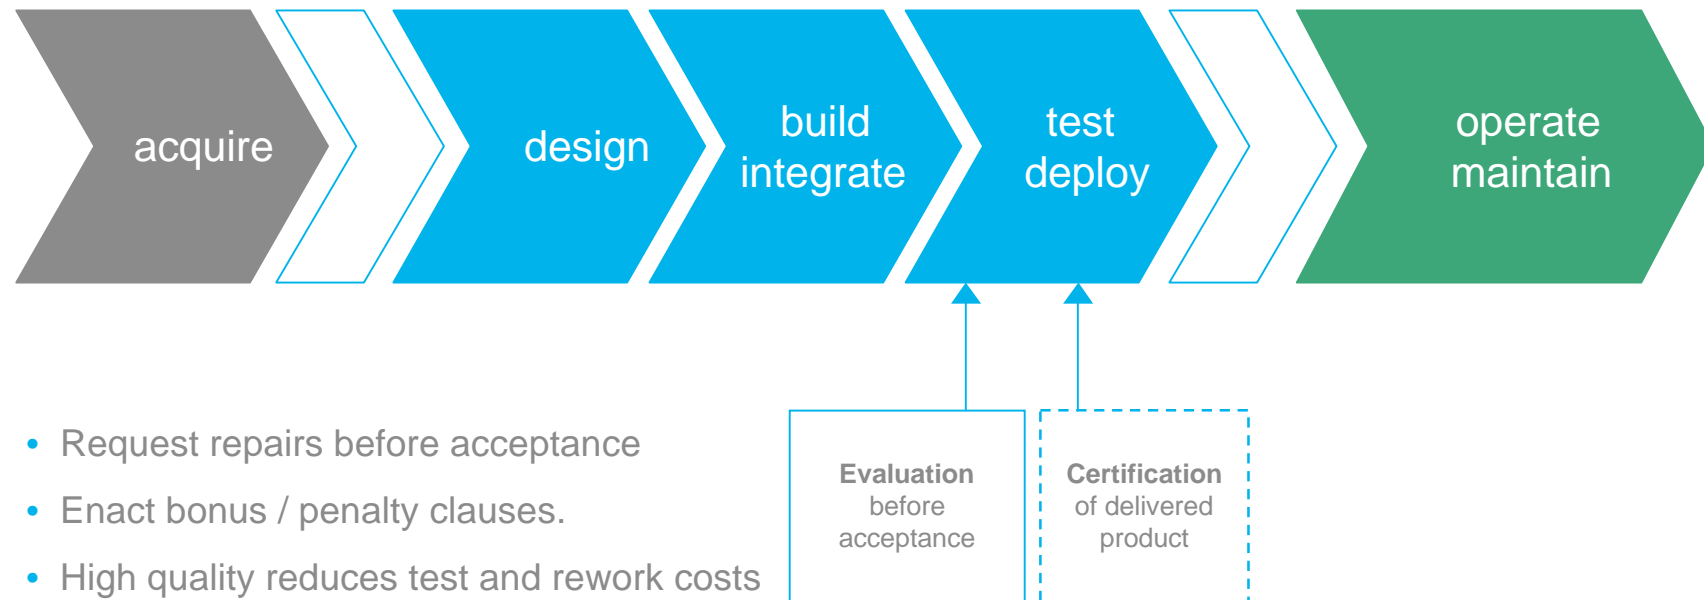 acquire
design
build
integrate
test
deploy
operate
maintain
• Request repairs before acceptance
• Enact bonus / penalty clauses.
• High quality reduces test and rework costs
Evaluation
before
acceptance
Certification
of delivered
product